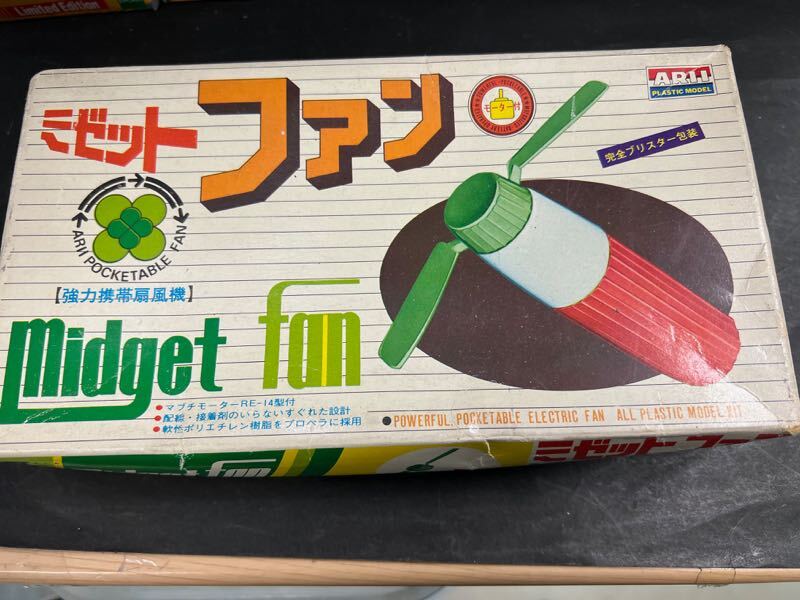 Limited Edition
ミゼット ファン
モーター付
ARII
PLASTIC MODEL
完全ブリスター包装
ARII POCKETABLE FAN
【強力携帯扇風機】
midget fan
●マブチモーターRE-14型付
●配線・接着剤のいらないすぐれた設計
●軟性ポリエチレン樹脂をプロペラに採用
●POWERFUL, POCKETABLE ELECTRIC FAN ALL PLASTIC MODEL KIT
midget fan
ミゼットファン